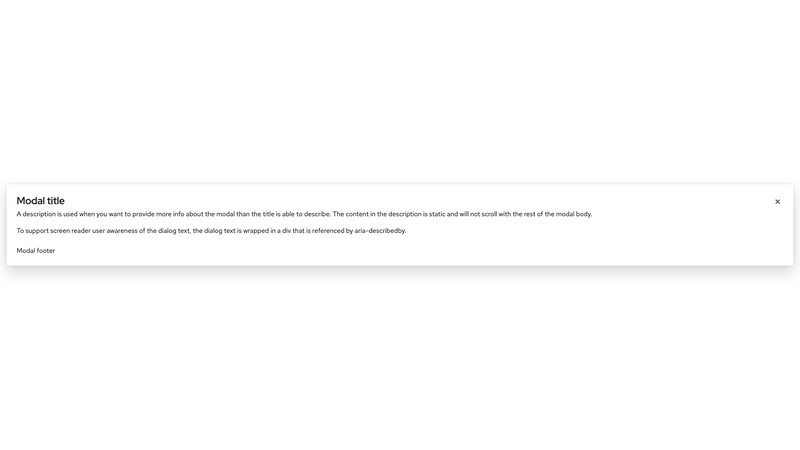 Modal title
A description is used when you want to provide more info about the modal than the title is able to describe. The content in the description is static and will not scroll with the rest of the modal body.
To support screen reader user awareness of the dialog text, the dialog text is wrapped in a div that is referenced by aria-describedby.
Modal footer